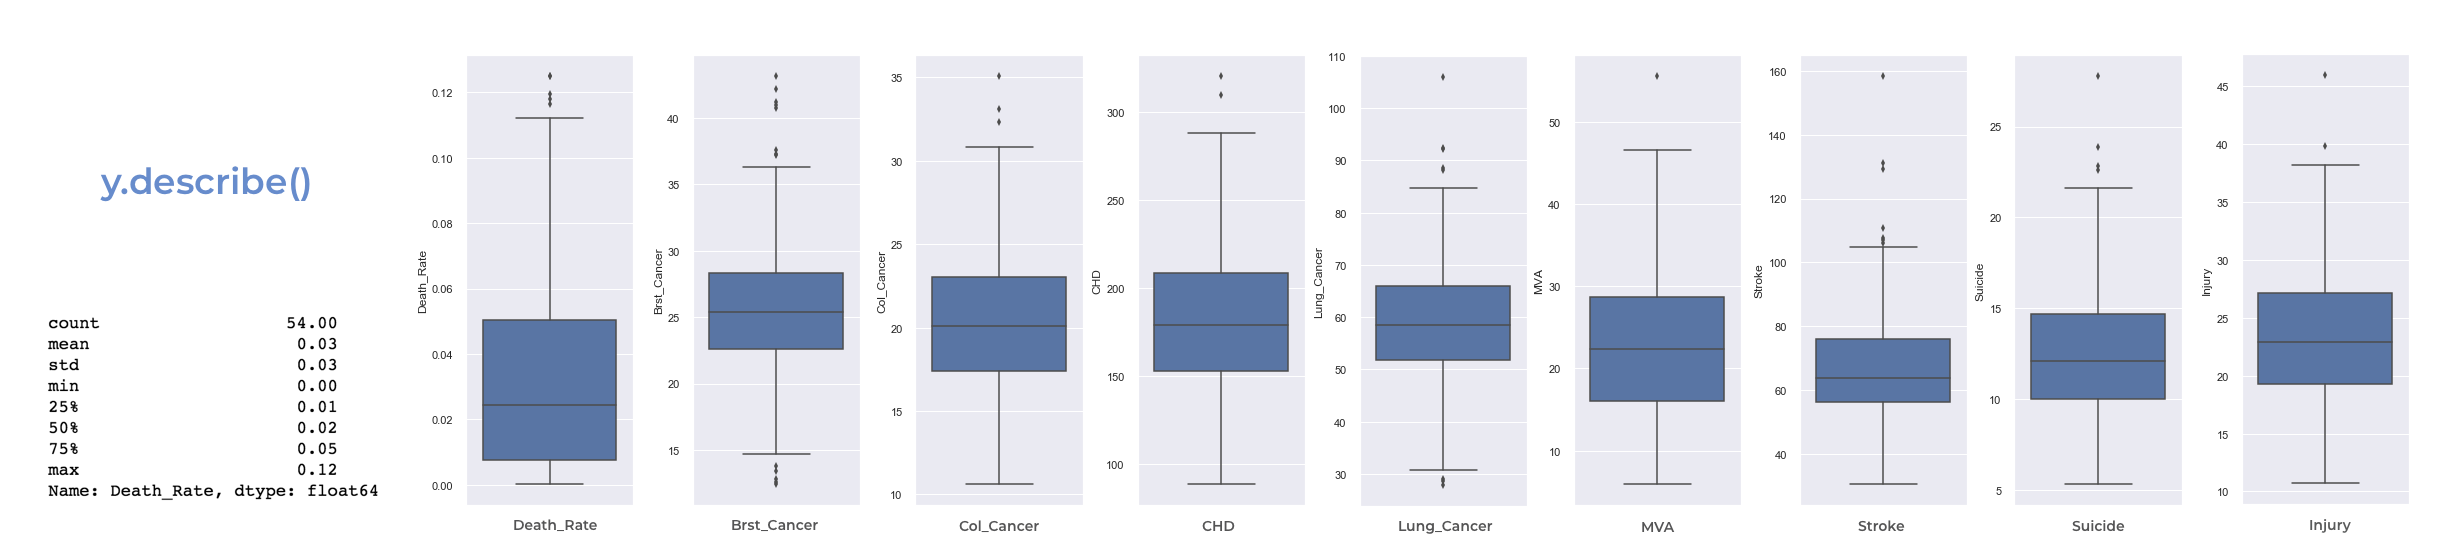 y.describe()
count 54.00
mean 0.03
std 0.03
min 0.00
25% 0.01
50% 0.02
75% 0.05
max 0.12
Name: Death_Rate, dtype: float64
Death_Rate
0.12
0.10
0.08
0.06
0.04
0.02
0.00
Death_Rate
Brst_Cancer
40
35
30
25
20
15
Brst_Cancer
Col_Cancer
35
30
25
20
15
10
Col_Cancer
CHD
300
250
200
150
100
CHD
Lung_Cancer
110
100
90
80
70
60
50
40
30
Lung_Cancer
MVA
50
40
30
20
10
MVA
Stroke
160
140
120
100
80
60
40
Stroke
Suicide
25
20
15
10
5
Suicide
Injury
45
40
35
30
25
20
15
10
Injury